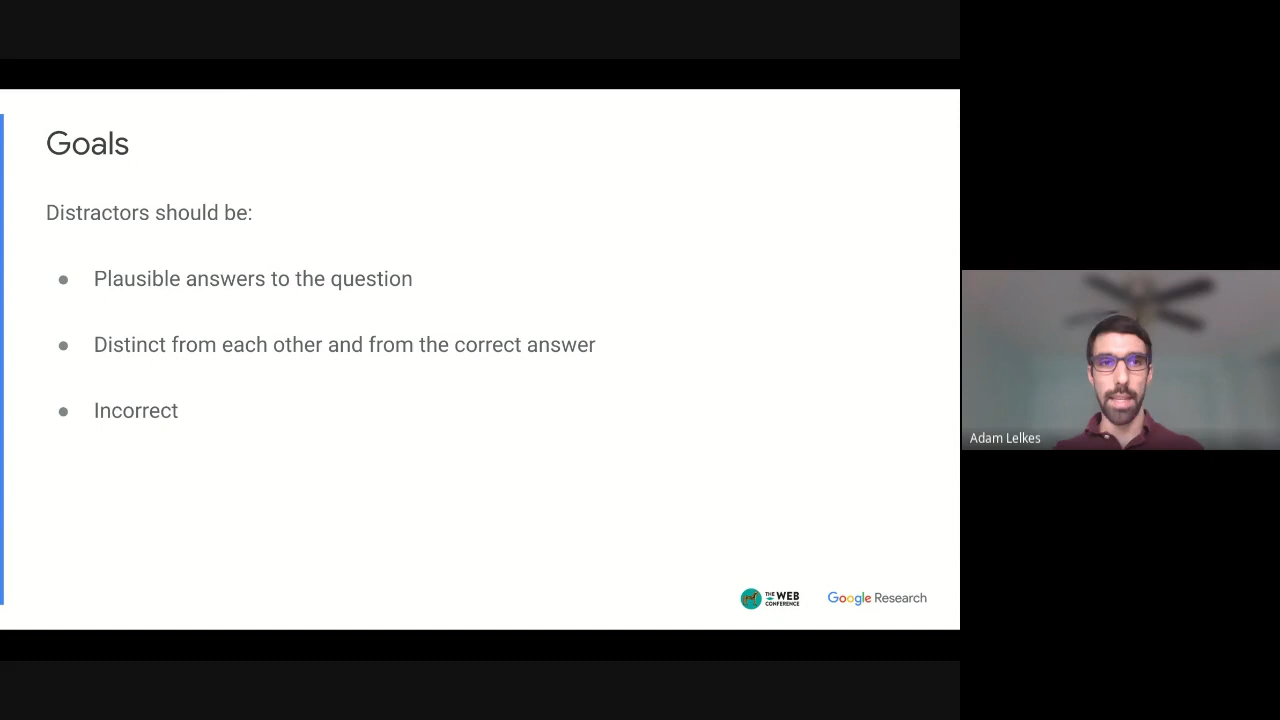 Goals
Distractors should be:
Plausible answers to the question
Distinct from each other and from the correct answer
Incorrect
Adam Lelkes
THE WEB CONFERENCE
Google Research